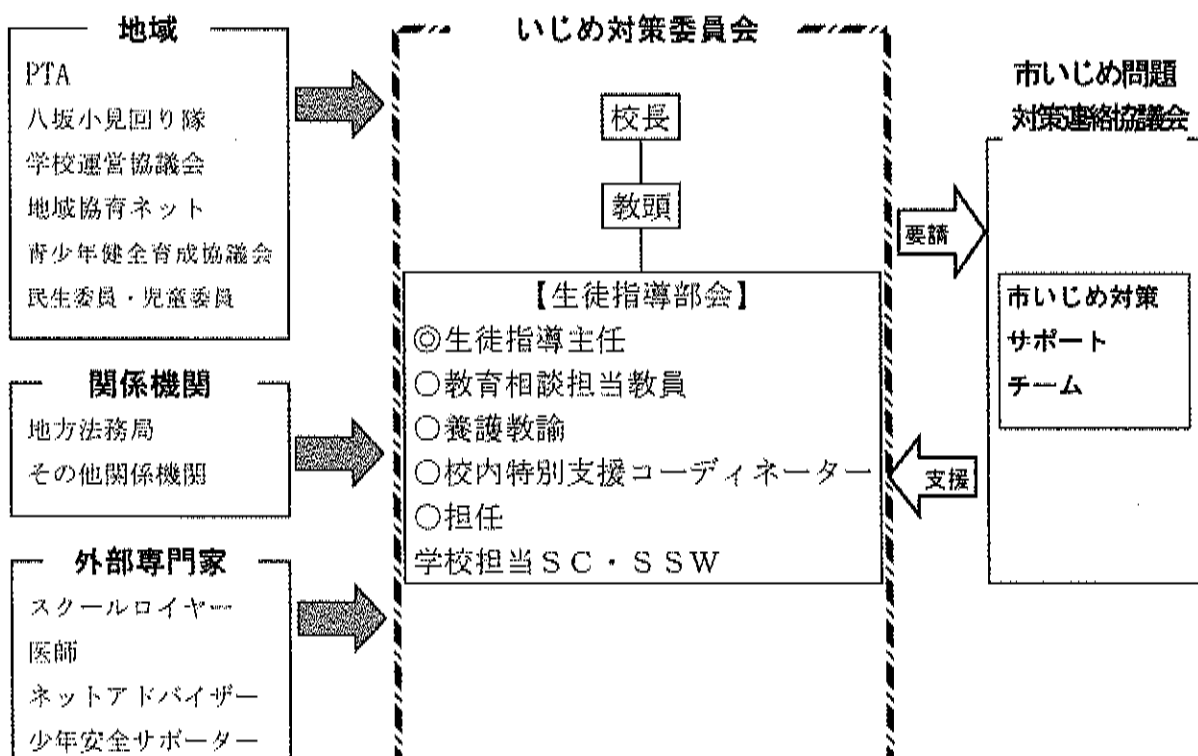 地域
PTA
八坂小見回り隊
学校運営協議会
地域協育ネット
青少年健全育成協議会
民生委員・児童委員
関係機関
地方法務局
その他関係機関
外部専門家
スクールロイヤー
医師
ネットアドバイザー
少年安全サポーター
いじめ対策委員会
校長
教頭
【生徒指導部会】
◎生徒指導主任
○教育相談担当教員
○養護教諭
○校内特別支援コーディネーター
○担任
学校担当SC・SSW
要請
支援
市いじめ問題
対策連絡協議会
市いじめ対策
サポート
チーム